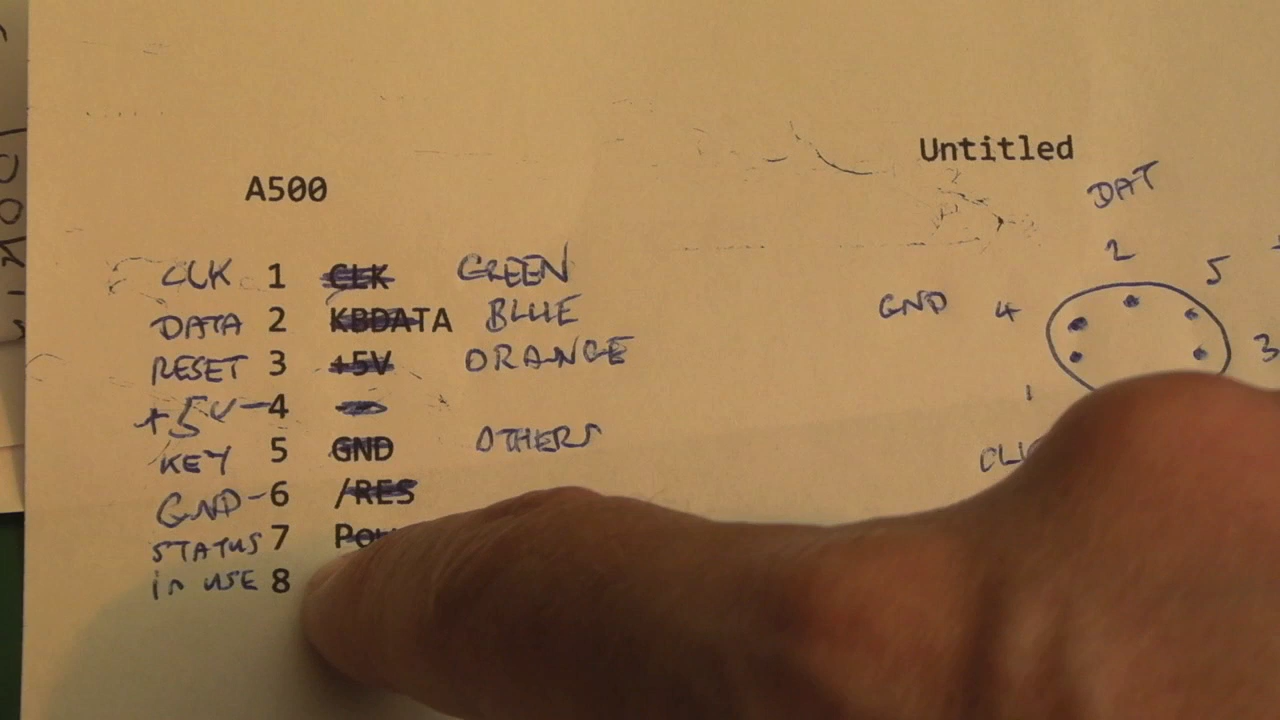 Untitled
A500
DAT
2
5
CLK 1 CLK GREEN
GND 4
DATA 2 KBDATA BLUE
RESET 3 +5V ORANGE
3
+5V-4 -
1
KEY 5 GND OTHERS
GND-6 /RES
STATUS 7
in USE 8